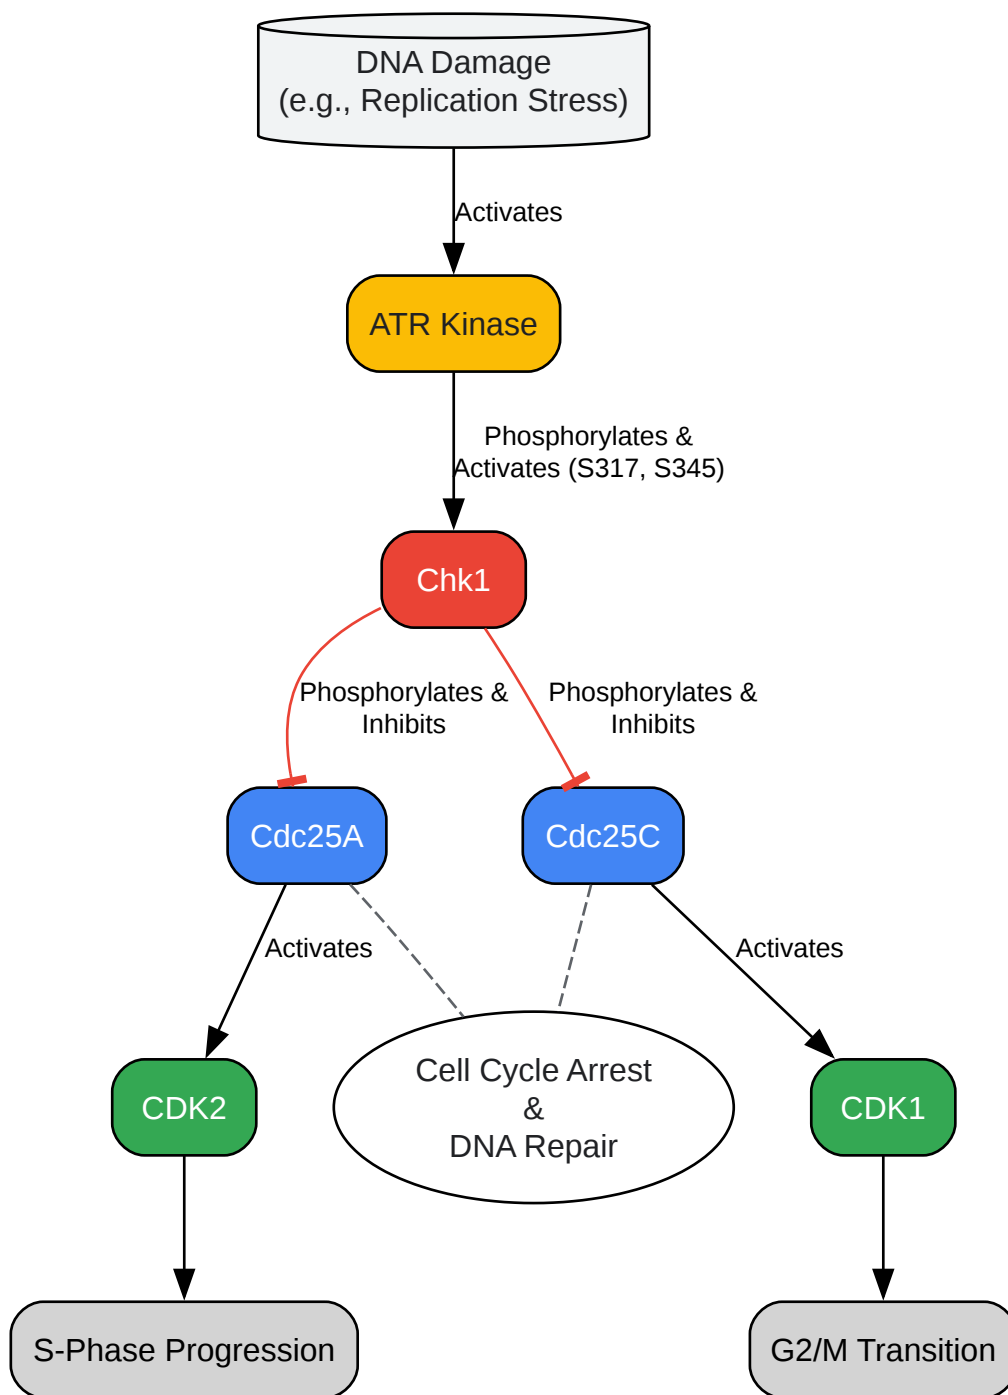 DNA Damage
(e.g., Replication Stress)
Activates
ATR Kinase
Phosphorylates &
Activates (S317, S345)
Chk1
Phosphorylates &
Inhibits
Phosphorylates &
Inhibits
Cdc25A
Cdc25C
Activates
Activates
CDK2
Cell Cycle Arrest
&
DNA Repair
CDK1
S-Phase Progression
G2/M Transition